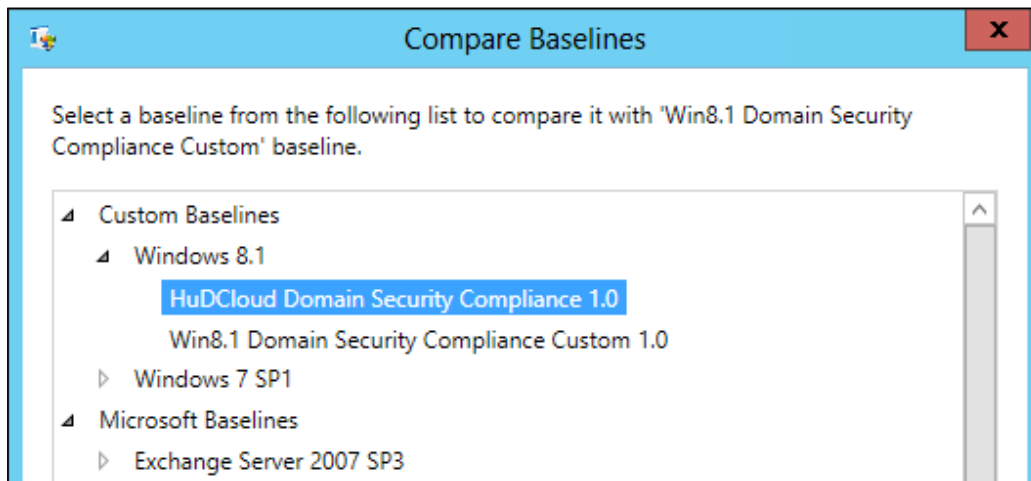 Compare Baselines
x
Select a baseline from the following list to compare it with 'Win8.1 Domain Security
Compliance Custom' baseline.
Custom Baselines
Windows 8.1
HuDCloud Domain Security Compliance 1.0
Win8.1 Domain Security Compliance Custom 1.0
Windows 7 SP1
Microsoft Baselines
Exchange Server 2007 SP3